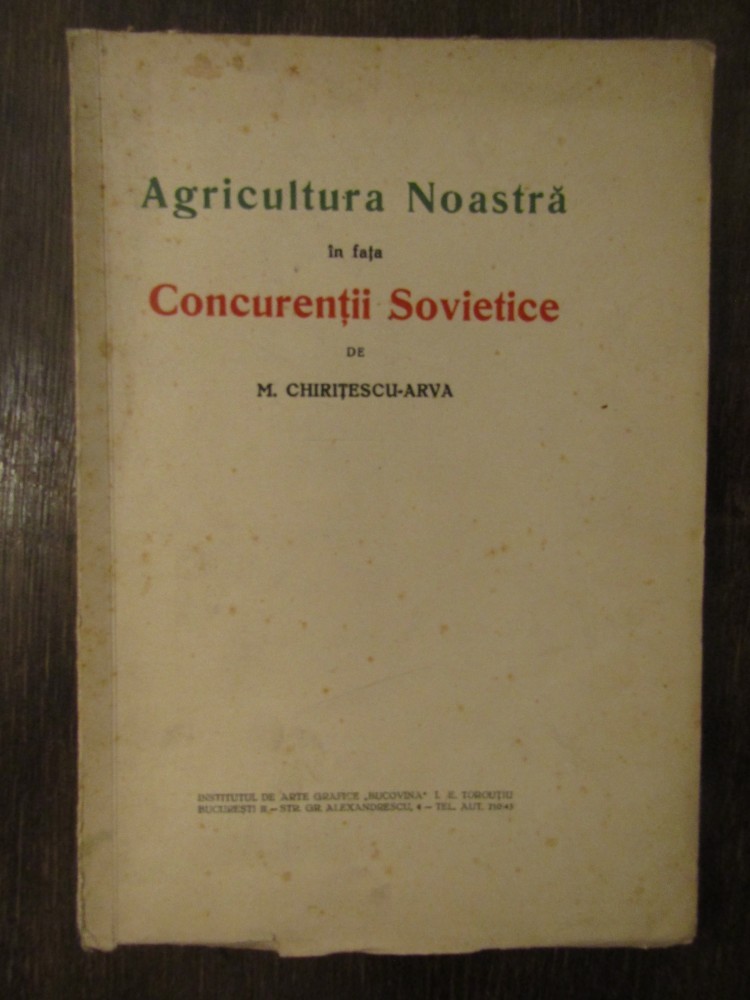 Agricultura Noastră
în fața
Concurenții Sovietice
DE
M. CHIRIȚESCU-ARVA
INSTITUTUL DE ARTE GRAFICE „BUCOVINA” I. E. TOROUȚIU
BUCUREȘTI II — STR. GR. ALEXANDRESCU, 4 — TEL. AUT.